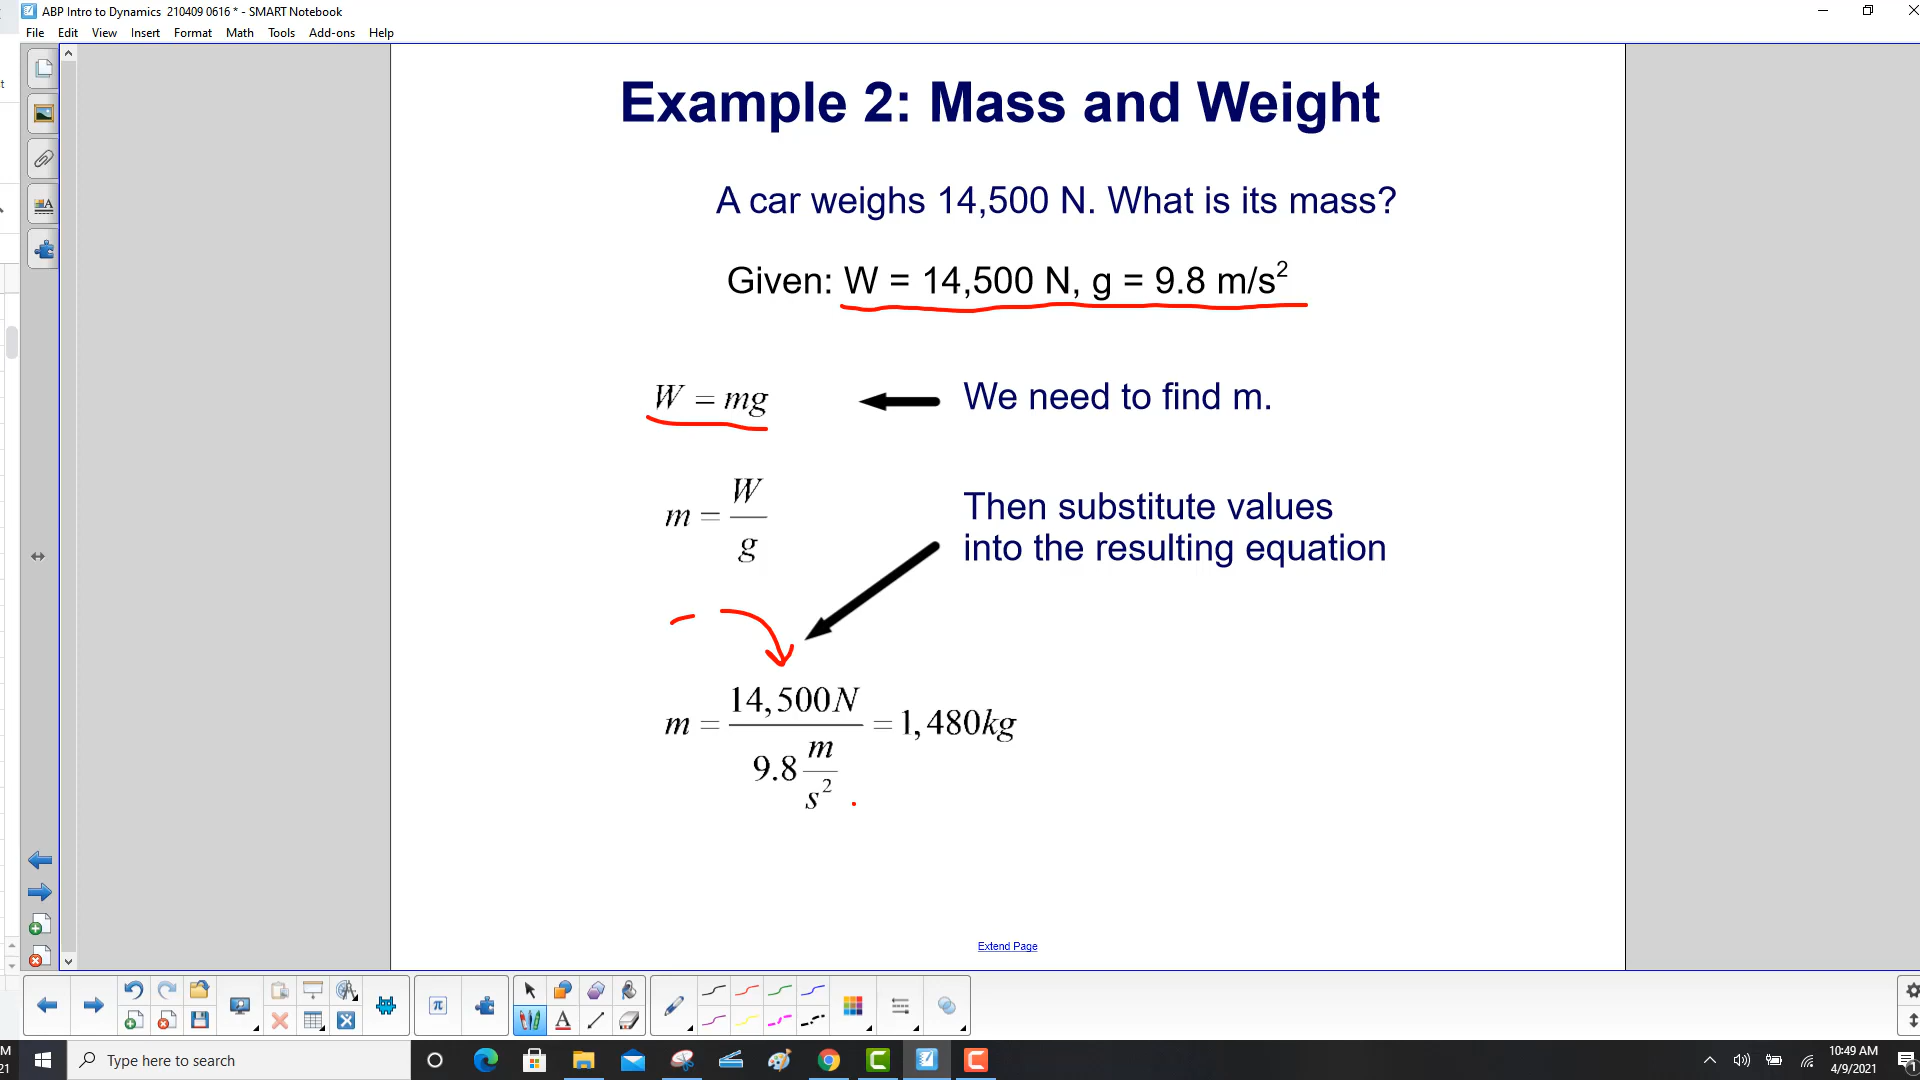 ABP Intro to Dynamics 210409 0616 * - SMART Notebook
File Edit View Insert Format Math Tools Add-ons Help
Example 2: Mass and Weight
A car weighs 14,500 N. What is its mass?
Given: W = 14,500 N, g = 9.8 m/s²
W = mg
We need to find m.
m = W/g
Then substitute values
into the resulting equation
m = 14,500N / 9.8 m/s² = 1,480kg
Extend Page
Type here to search
10:49 AM
4/9/2021